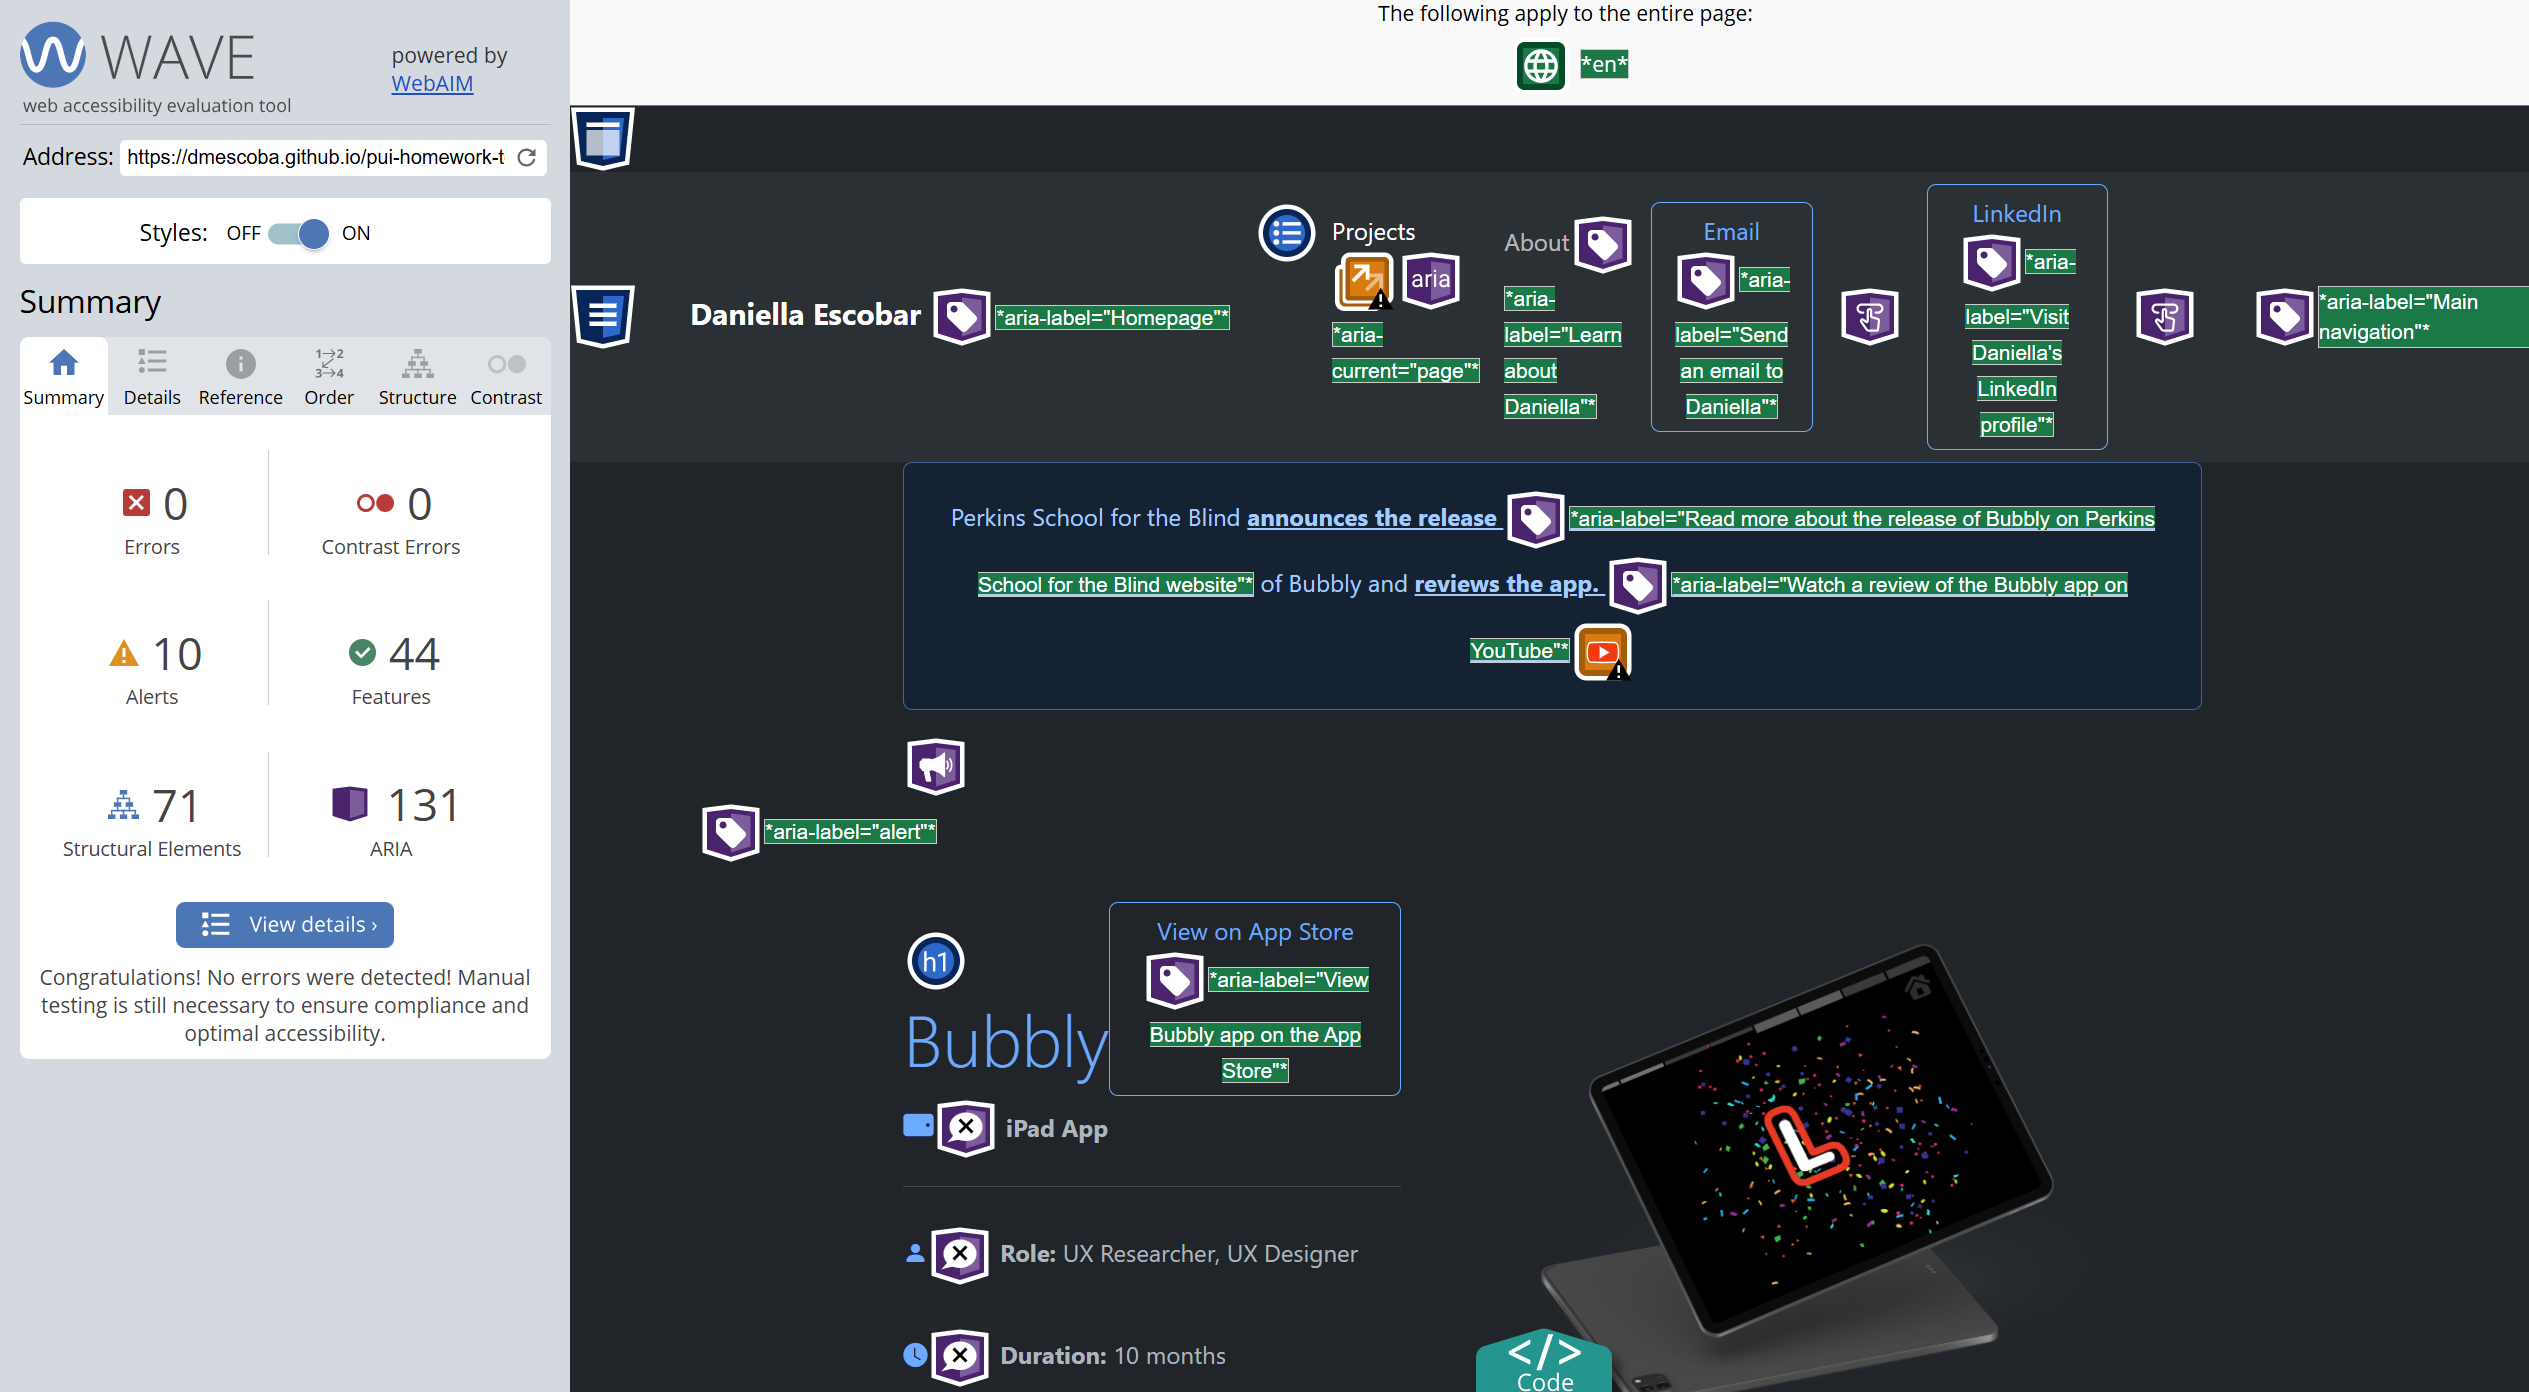 WAVE
powered by
WebAIM
web accessibility evaluation tool
Address: https://dmescoba.github.io/pui-homework-t
Styles: OFF ON
Summary
Summary Details Reference Order Structure Contrast
0 Errors
0 Contrast Errors
10 Alerts
44 Features
71 Structural Elements
131 ARIA
View details ›
Congratulations! No errors were detected! Manual
testing is still necessary to ensure compliance and
optimal accessibility.
The following apply to the entire page:
*en*
Daniella Escobar *aria-label="Homepage"*
Projects
aria
*aria-
current="page"*
About
*aria-
label="Learn
about
Daniella"*
Email
*aria-
label="Send
an email to
Daniella"*
LinkedIn
*aria-
label="Visit
Daniella's
LinkedIn
profile"*
*aria-label="Main
navigation"*
Perkins School for the Blind announces the release *aria-label="Read more about the release of Bubbly on Perkins
School for the Blind website"* of Bubbly and reviews the app. *aria-label="Watch a review of the Bubbly app on
YouTube"*
*aria-label="alert"*
h1
Bubbly
View on App Store
*aria-label="View
Bubbly app on the App
Store"*
iPad App
Role: UX Researcher, UX Designer
Duration: 10 months
L
</>
Code